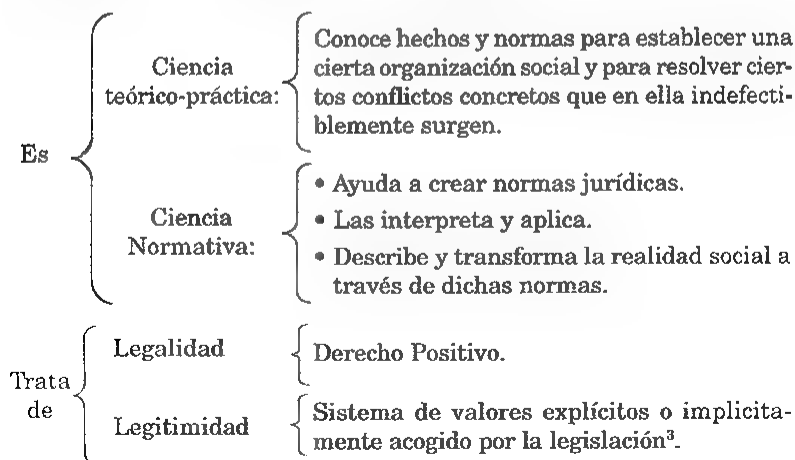 Es
Ciencia
teórico-práctica:
Conoce hechos y normas para establecer una
cierta organización social y para resolver cier-
tos conflictos concretos que en ella indefecti-
blemente surgen.
Ciencia
Normativa:
• Ayuda a crear normas jurídicas.
• Las interpreta y aplica.
• Describe y transforma la realidad social a
través de dichas normas.
Trata
de
Legalidad
Derecho Positivo.
Legitimidad
Sistema de valores explícitos o implicita-
mente acogido por la legislación³.